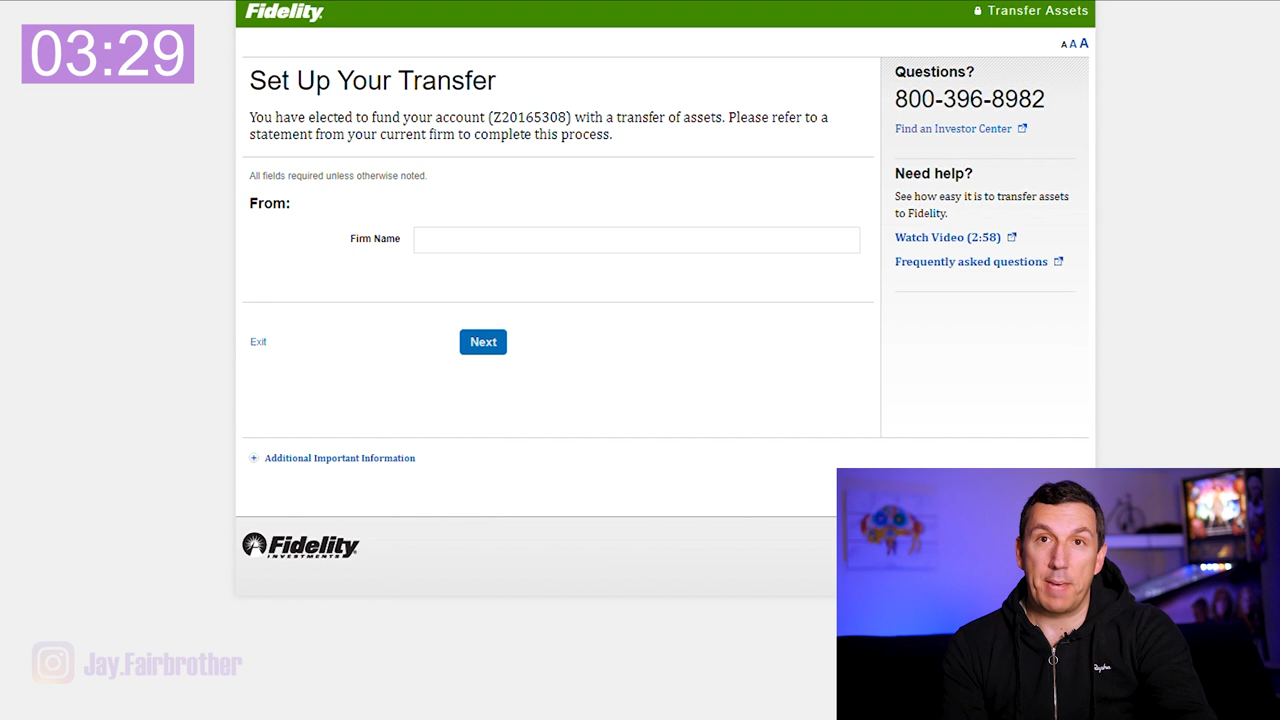 03:29
Fidelity
Transfer Assets
A A A
Set Up Your Transfer
You have elected to fund your account (Z20165308) with a transfer of assets. Please refer to a
statement from your current firm to complete this process.
All fields required unless otherwise noted.
From:
Firm Name
Exit
Next
Additional Important Information
Questions?
800-396-8982
Find an Investor Center
Need help?
See how easy it is to transfer assets
to Fidelity.
Watch Video (2:58)
Frequently asked questions
Fidelity
INVESTMENTS
Jay.Fairbrother